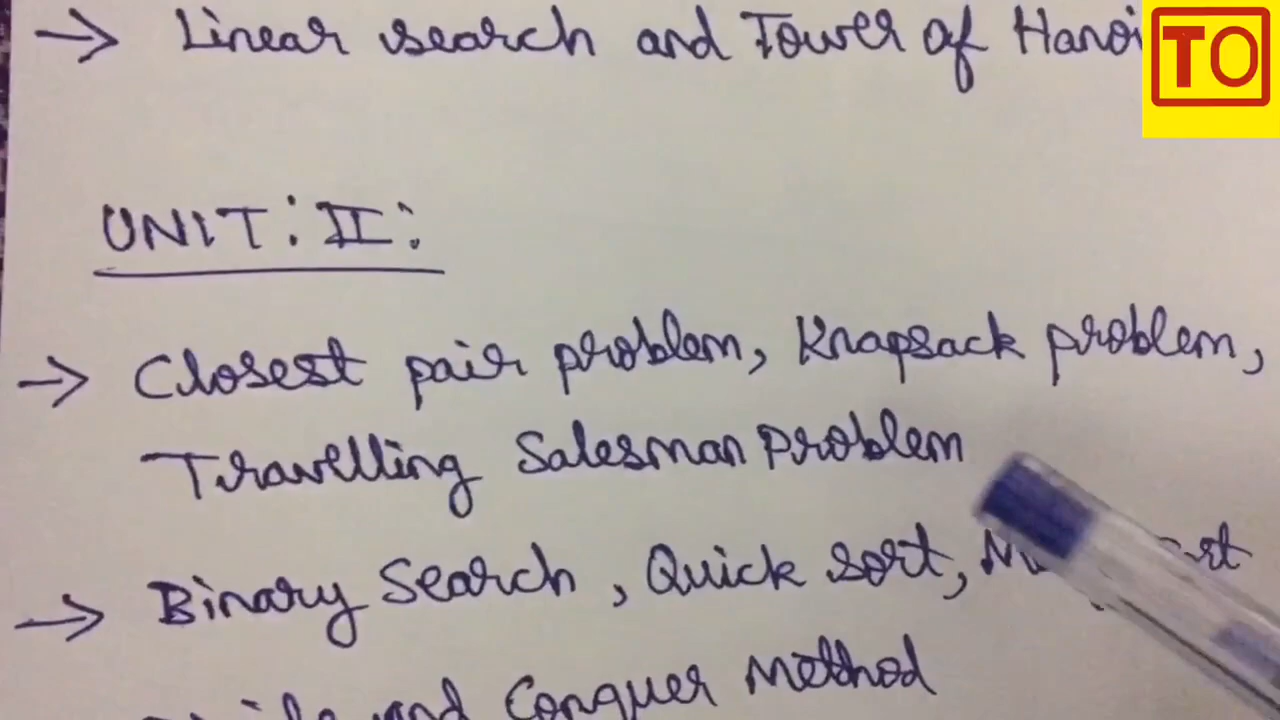 → Linear search and Tower of Hanoi
TO
UNIT: II:
→ Closest pair problem, Knapsack problem,
Travelling Salesman Problem
→ Binary Search, Quick sort,
and Conquer Method